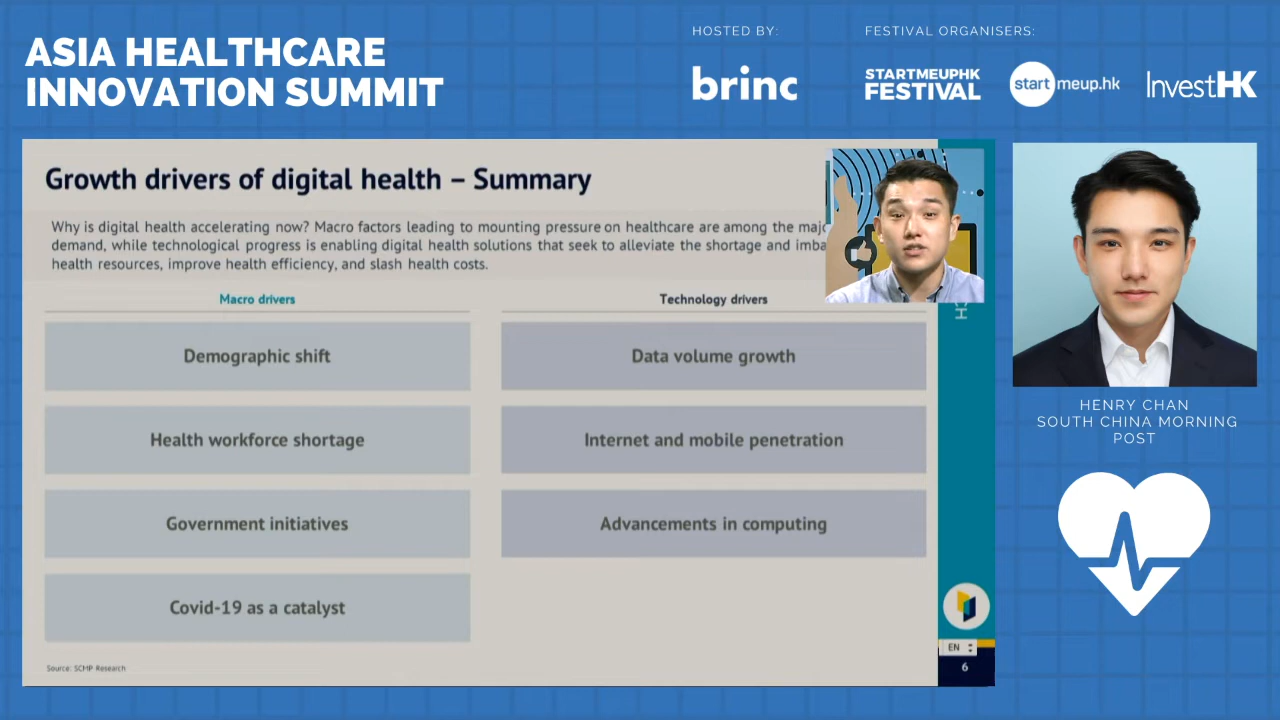 ASIA HEALTHCARE
INNOVATION SUMMIT
HOSTED BY:
brinc
FESTIVAL ORGANISERS:
STARTMEUPHK
FESTIVAL
startmeup.hk
InvestHK
Growth drivers of digital health – Summary
Why is digital health accelerating now? Macro factors leading to mounting pressure on healthcare are among the
demand, while technological progress is enabling digital health solutions that seek to alleviate the shortage and
health resources, improve health efficiency, and slash health costs.
Macro drivers
Demographic shift
Health workforce shortage
Government initiatives
Covid-19 as a catalyst
Technology drivers
Data volume growth
Internet and mobile penetration
Advancements in computing
Source: SCMP Research
EN
6
HENRY CHAN
SOUTH CHINA MORNING
POST